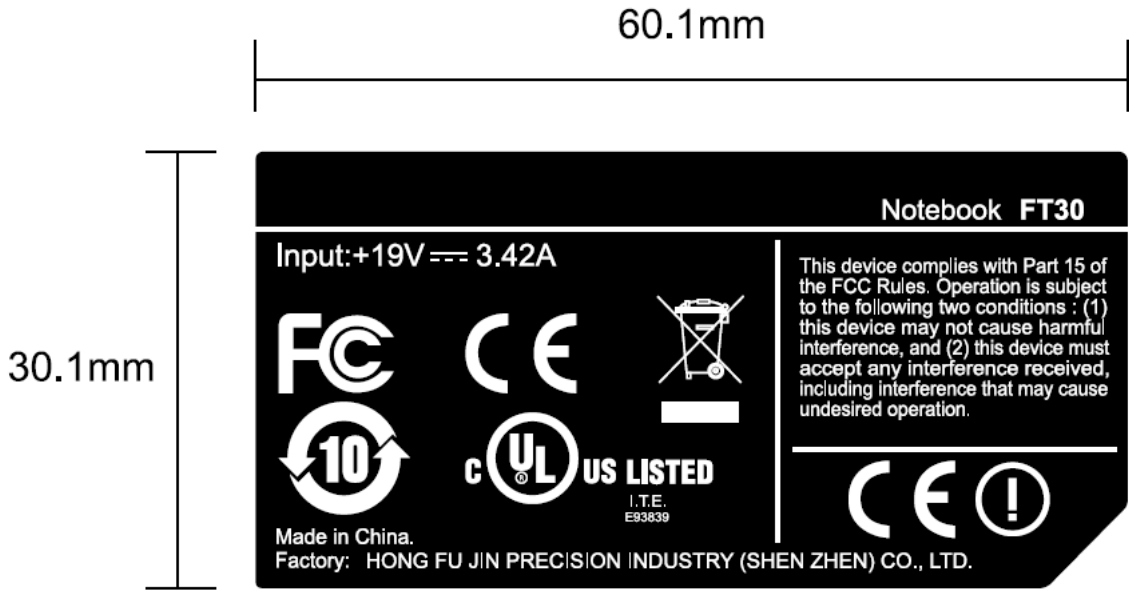 60.1mm
30.1mm
Notebook FT30
Input:+19V ⎓ 3.42A
This device complies with Part 15 of
the FCC Rules. Operation is subject
to the following two conditions : (1)
this device may not cause harmful
interference, and (2) this device must
accept any interference received,
including interference that may cause
undesired operation.
FC CE
10 C UL ® US LISTED
I.T.E.
E93839
CE !
Made in China.
Factory: HONG FU JIN PRECISION INDUSTRY (SHEN ZHEN) CO., LTD.